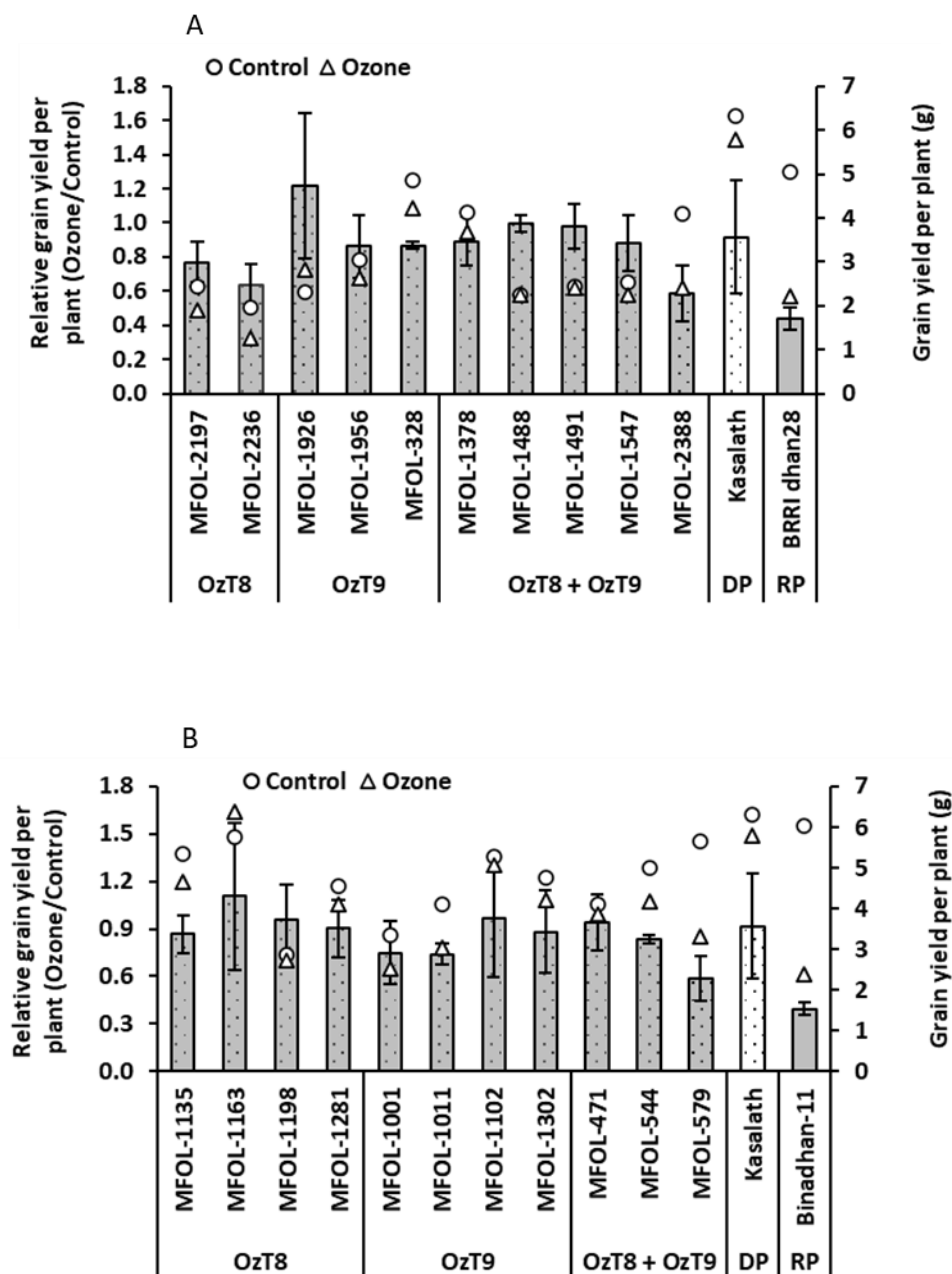 A
Control Ozone
Relative grain yield per
plant (Ozone/Control)
1.8
1.6
1.4
1.2
1.0
0.8
0.6
0.4
0.2
0.0
7
6
5
4
3
2
1
0
Grain yield per plant (g)
MFOL-2197
MFOL-2236
MFOL-1926
MFOL-1956
MFOL-328
MFOL-1378
MFOL-1488
MFOL-1491
MFOL-1547
MFOL-2388
Kasalath
BRRI dhan28
OzT8 OzT9 OzT8 + OzT9 DP RP
B
Control Ozone
Relative grain yield per
plant (Ozone/Control)
1.8
1.5
1.2
0.9
0.6
0.3
0.0
7
6
5
4
3
2
1
0
Grain yield per plant (g)
MFOL-1135
MFOL-1163
MFOL-1198
MFOL-1281
MFOL-1001
MFOL-1011
MFOL-1102
MFOL-1302
MFOL-471
MFOL-544
MFOL-579
Kasalath
Binadhan-11
OzT8 OzT9 OzT8 + OzT9 DP RP